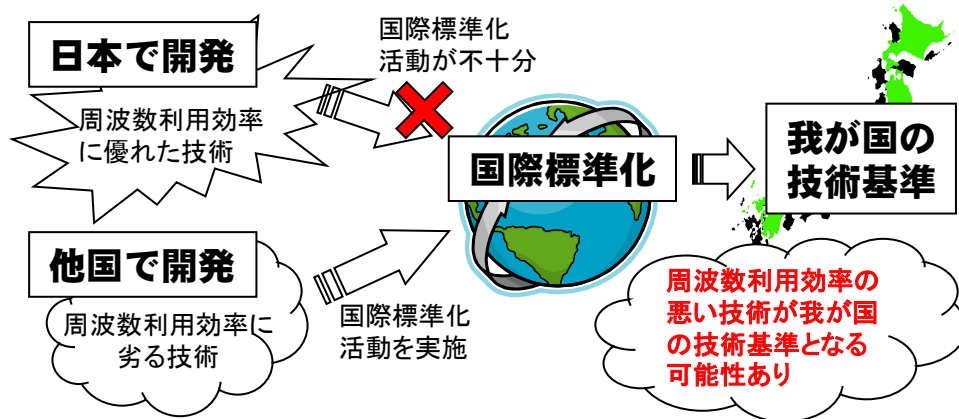 日本で開発
周波数利用効率
に優れた技術
国際標準化
活動が不十分
国際標準化
我が国の
技術基準
他国で開発
周波数利用効率に
劣る技術
国際標準化
活動を実施
周波数利用効率の
悪い技術が我が国
の技術基準となる
可能性あり